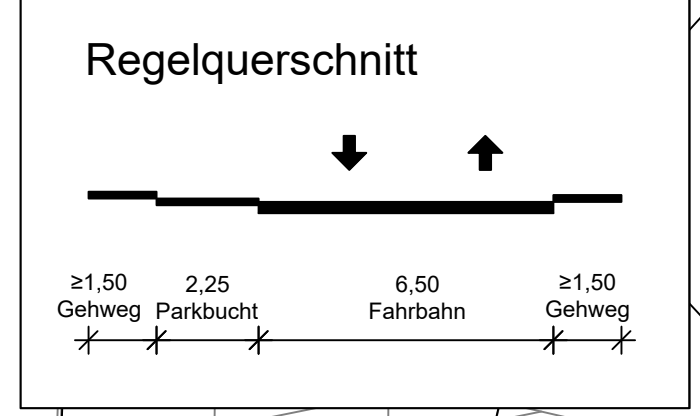 Regelquerschnitt
≥1,50 2,25 6,50 ≥1,50
Gehweg Parkbucht Fahrbahn Gehweg